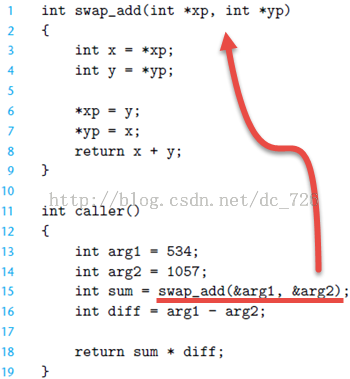 1 int swap_add(int *xp, int *yp)
2 {
3 int x = *xp;
4 int y = *yp;
5
6 *xp = y;
7 *yp = x;
8 return x + y;
9 }
10
http://blog.csdn.net/dc_728
11 int caller()
12 {
13 int arg1 = 534;
14 int arg2 = 1057;
15 int sum = swap_add(&arg1, &arg2);
16 int diff = arg1 - arg2;
17
18 return sum * diff;
19 }